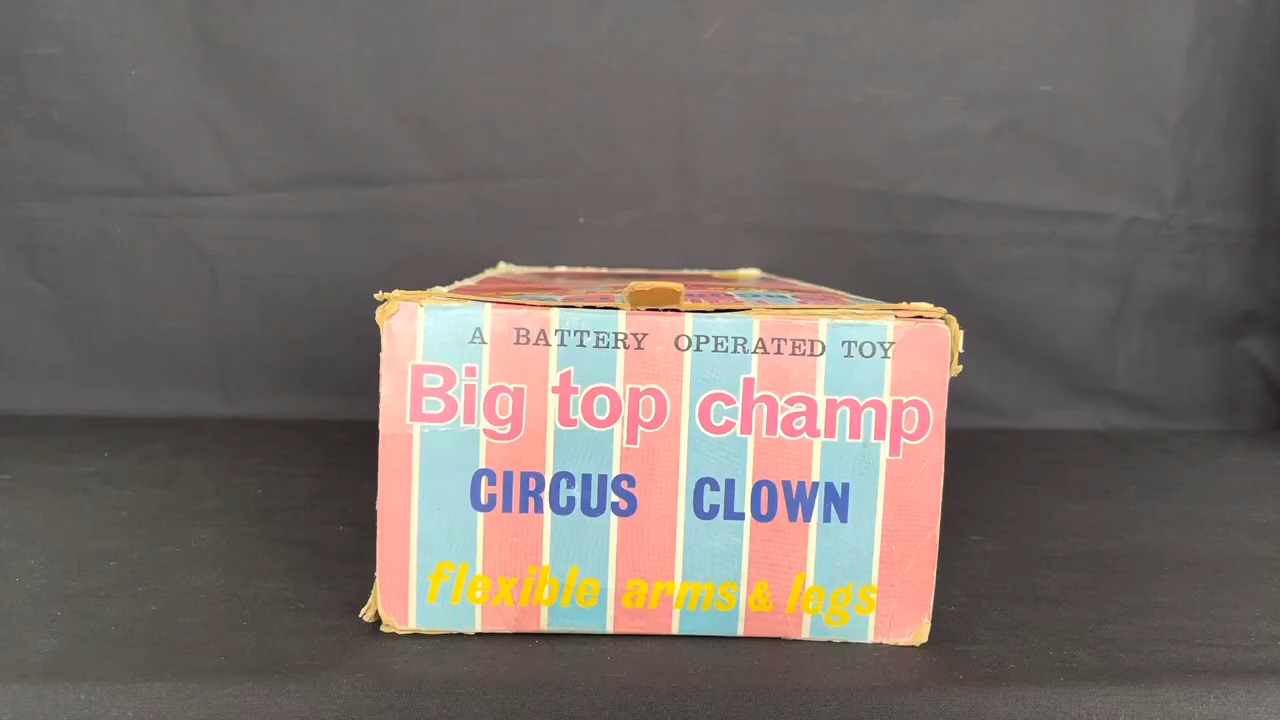 A BATTERY OPERATED TOY
Big top champ
CIRCUS CLOWN
flexible arms & legs